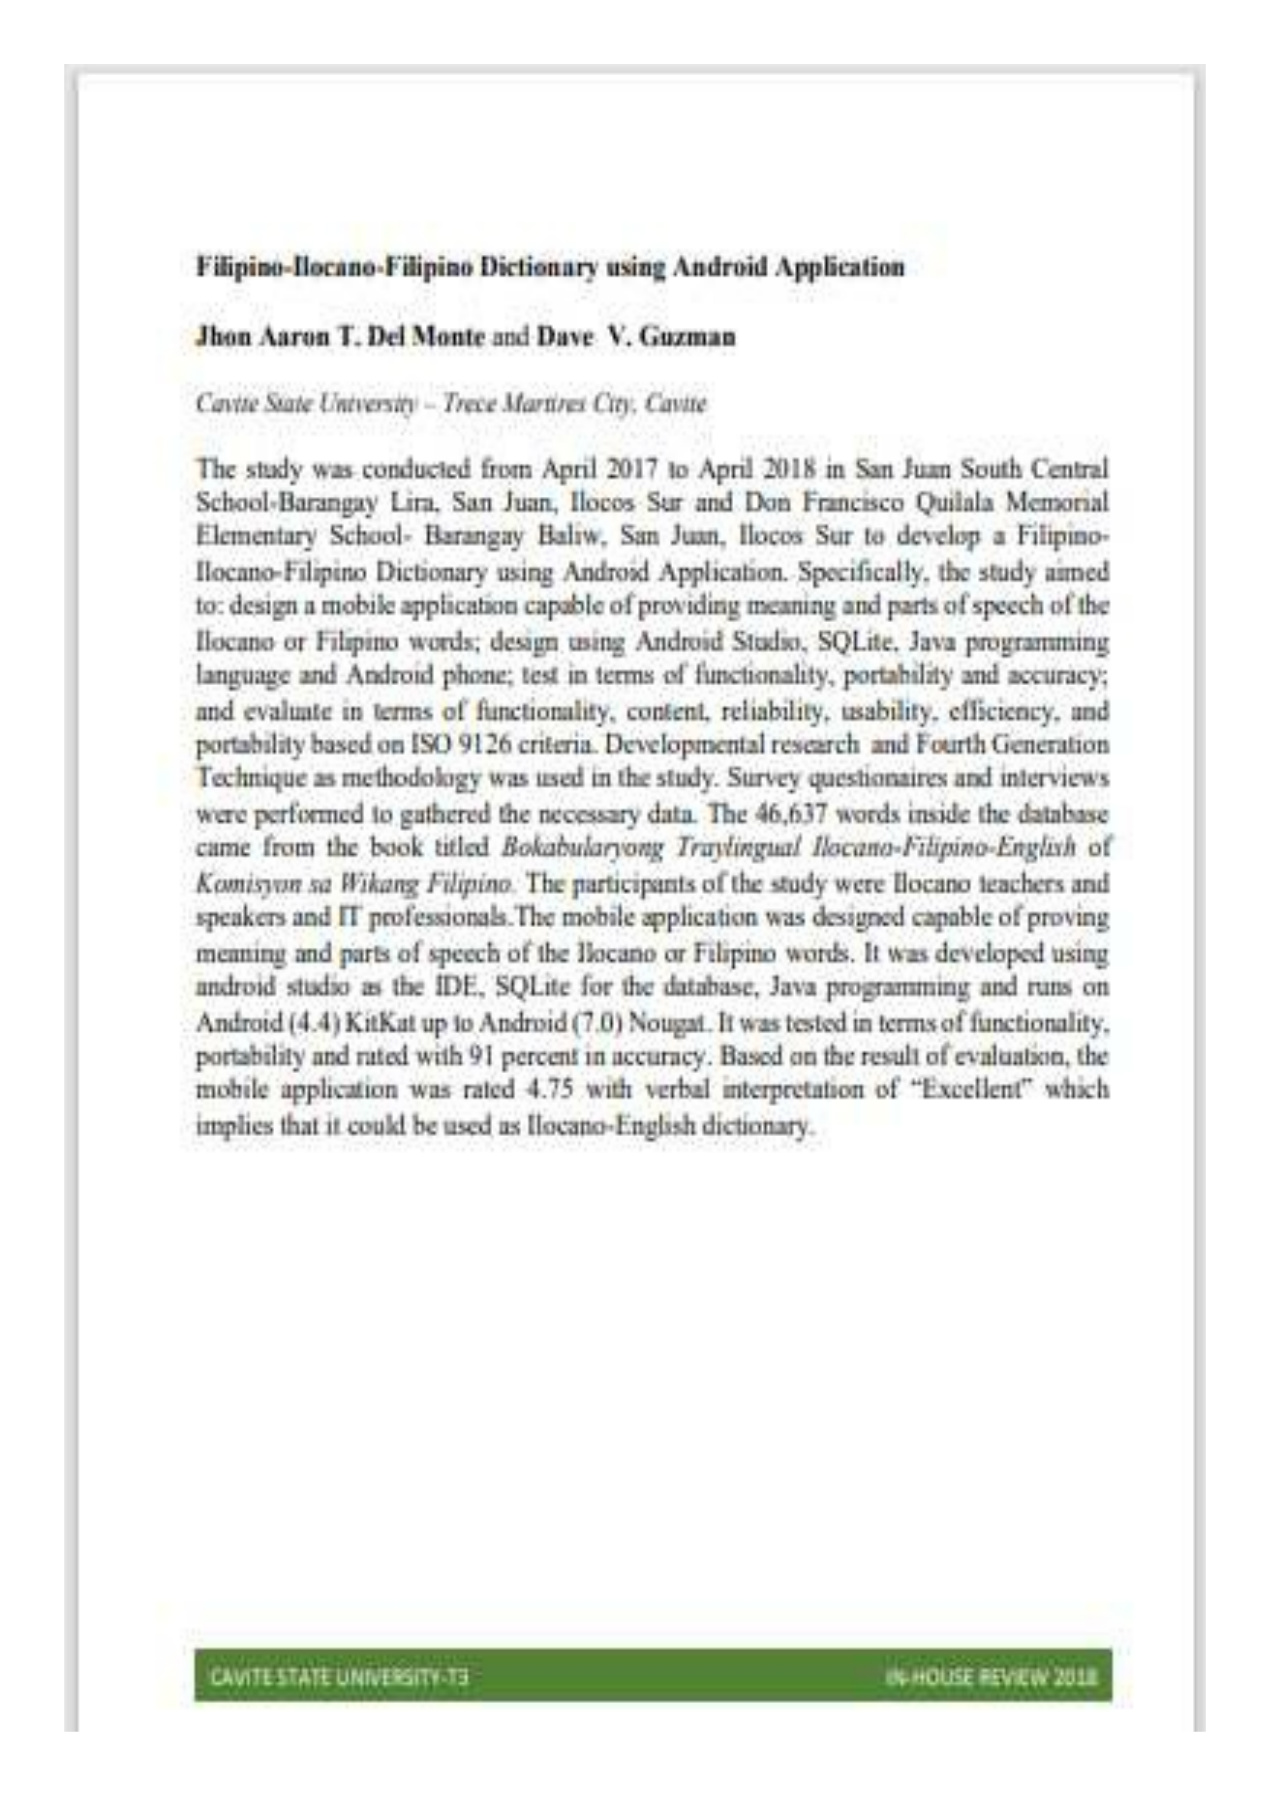 Filipino-Ilocano-Filipino Dictionary using Android Application
Jhon Aaron T. Del Monte and Dave V. Guzman
Cavite State University – Trece Martires City, Cavite
The study was conducted from April 2017 to April 2018 in San Juan South Central
School-Barangay Lira, San Juan, Ilocos Sur and Don Francisco Quilala Memorial
Elementary School- Barangay Baliw, San Juan, Ilocos Sur to develop a Filipino-
Ilocano-Filipino Dictionary using Android Application. Specifically, the study aimed
to: design a mobile application capable of providing meaning and parts of speech of the
Ilocano or Filipino words; design using Android Studio, SQLite, Java programming
language and Android phone; test in terms of functionality, portability and accuracy;
and evaluate in terms of functionality, content, reliability, usability, efficiency, and
portability based on ISO 9126 criteria. Developmental research and Fourth Generation
Technique as methodology was used in the study. Survey questionaires and interviews
were performed to gathered the necessary data. The 46,637 words inside the database
came from the book titled Bokabularyong Traylingual Ilocano-Filipino-English of
Komisyon sa Wikang Filipino. The participants of the study were Ilocano teachers and
speakers and IT professionals.The mobile application was designed capable of proving
meaning and parts of speech of the Ilocano or Filipino words. It was developed using
android studio as the IDE, SQLite for the database, Java programming and runs on
Android (4.4) KitKat up to Android (7.0) Nougat. It was tested in terms of functionality,
portability and rated with 91 percent in accuracy. Based on the result of evaluation, the
mobile application was rated 4.75 with verbal interpretation of “Excellent” which
implies that it could be used as Ilocano-English dictionary.
CAVITE STATE UNIVERSITY-T3 IN-HOUSE REVIEW 2018